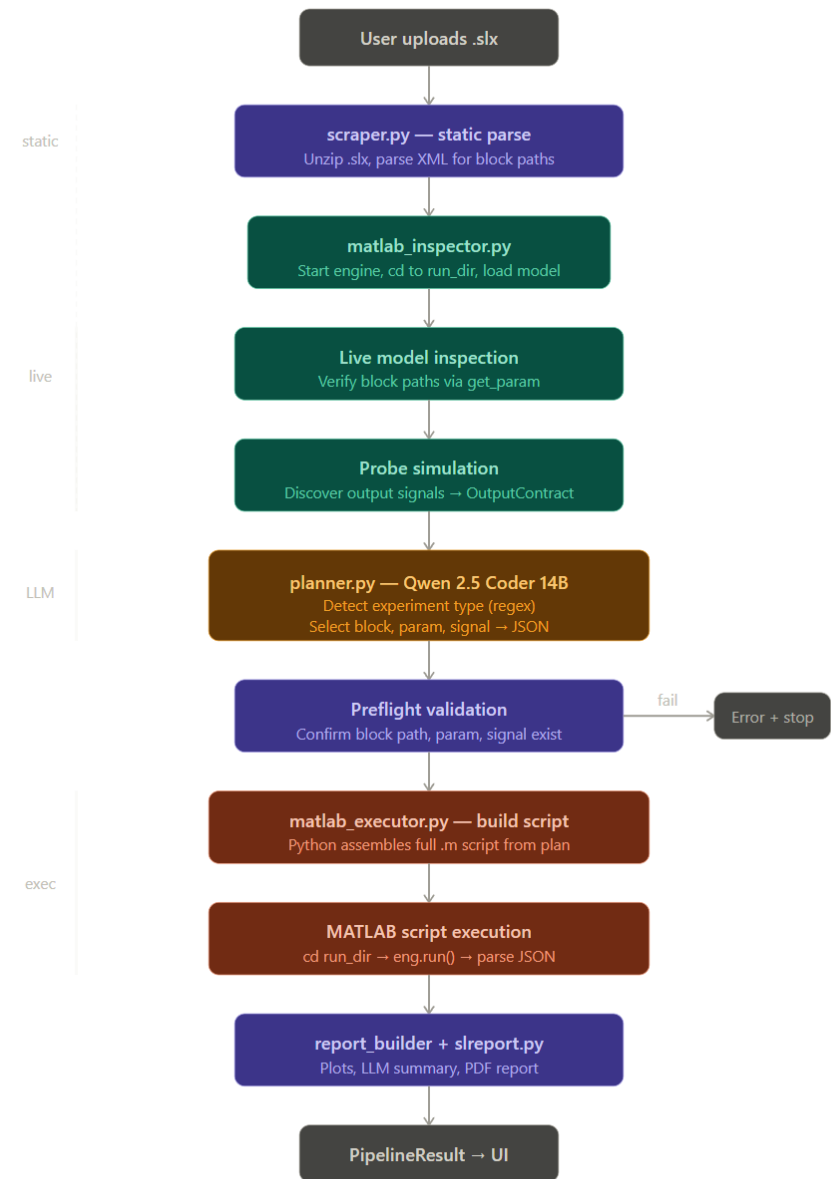 User uploads .slx
static
scraper.py — static parse
Unzip .slx, parse XML for block paths
matlab_inspector.py
Start engine, cd to run_dir, load model
live
Live model inspection
Verify block paths via get_param
Probe simulation
Discover output signals → OutputContract
LLM
planner.py — Qwen 2.5 Coder 14B
Detect experiment type (regex)
Select block, param, signal → JSON
Preflight validation
Confirm block path, param, signal exist
fail
Error + stop
matlab_executor.py — build script
Python assembles full .m script from plan
exec
MATLAB script execution
cd run_dir → eng.run() → parse JSON
report_builder + slreport.py
Plots, LLM summary, PDF report
PipelineResult → UI